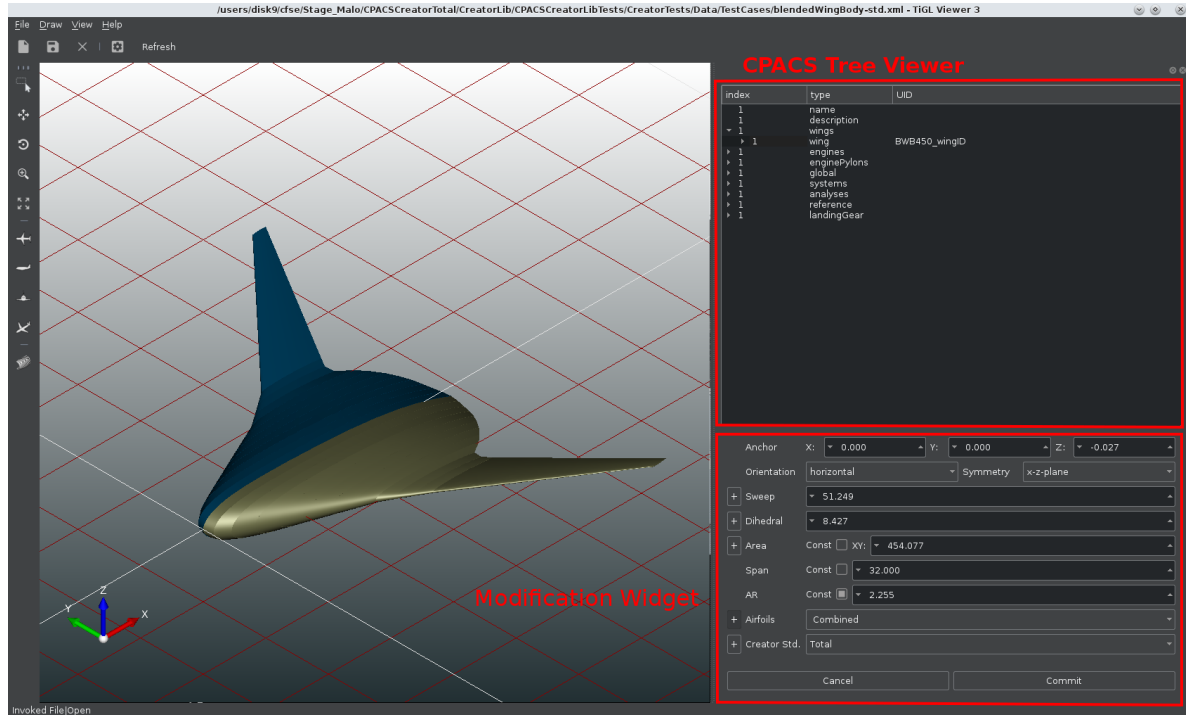 /users/disk9/cfse/Stage_Malo/CPACSCreatorTotal/CreatorLib/CPACSCreatorLibTests/CreatorTests/Data/TestCases/blendedWingBody-std.xml - TiGL Viewer 3
File Draw View Help
Refresh
CPACS Tree Viewer
index type UID
1 name
1 description
1 wings
1 wing BWB450_wingID
1 engines
1 enginePylons
1 global
1 systems
1 analyses
1 reference
1 landingGear
Anchor X: 0.000 Y: 0.000 Z: -0.027
Orientation horizontal Symmetry x-z-plane
+ Sweep 51.249
+ Dihedral 8.427
+ Area Const XY: 454.077
Span Const 32.000
AR Const 2.255
+ Airfoils Combined
+ Creator Std. Total
Cancel Commit
Modification Widget
Z
Y
X
Invoked File|Open